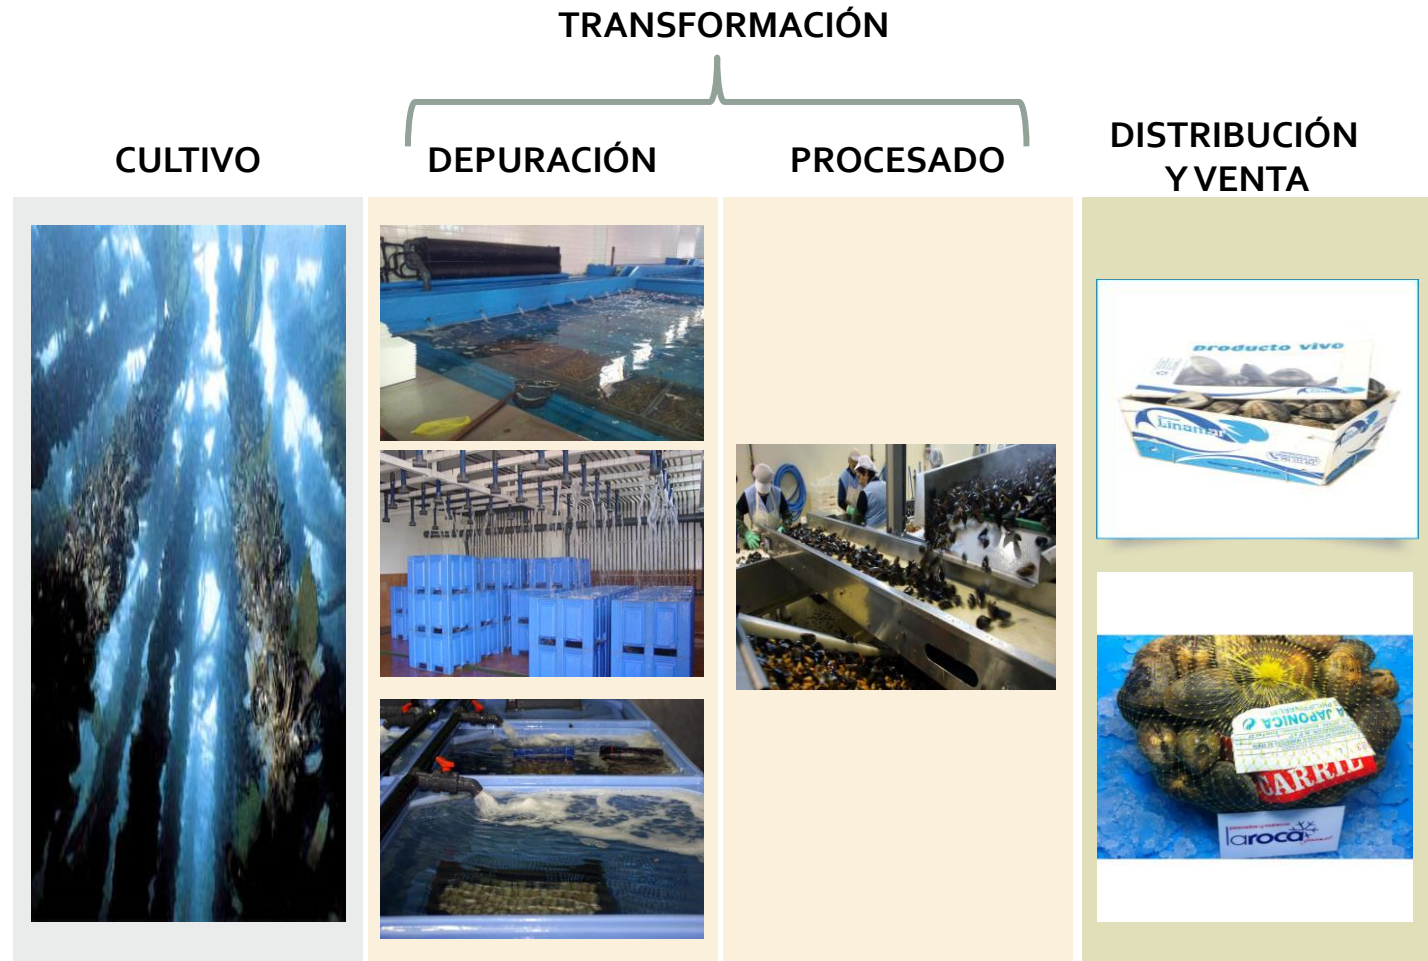 TRANSFORMACIÓN
CULTIVO
DEPURACIÓN
PROCESADO
DISTRIBUCIÓN
Y VENTA
producto vivo
Linamar
A JAPONICA
CARRIL
laroca